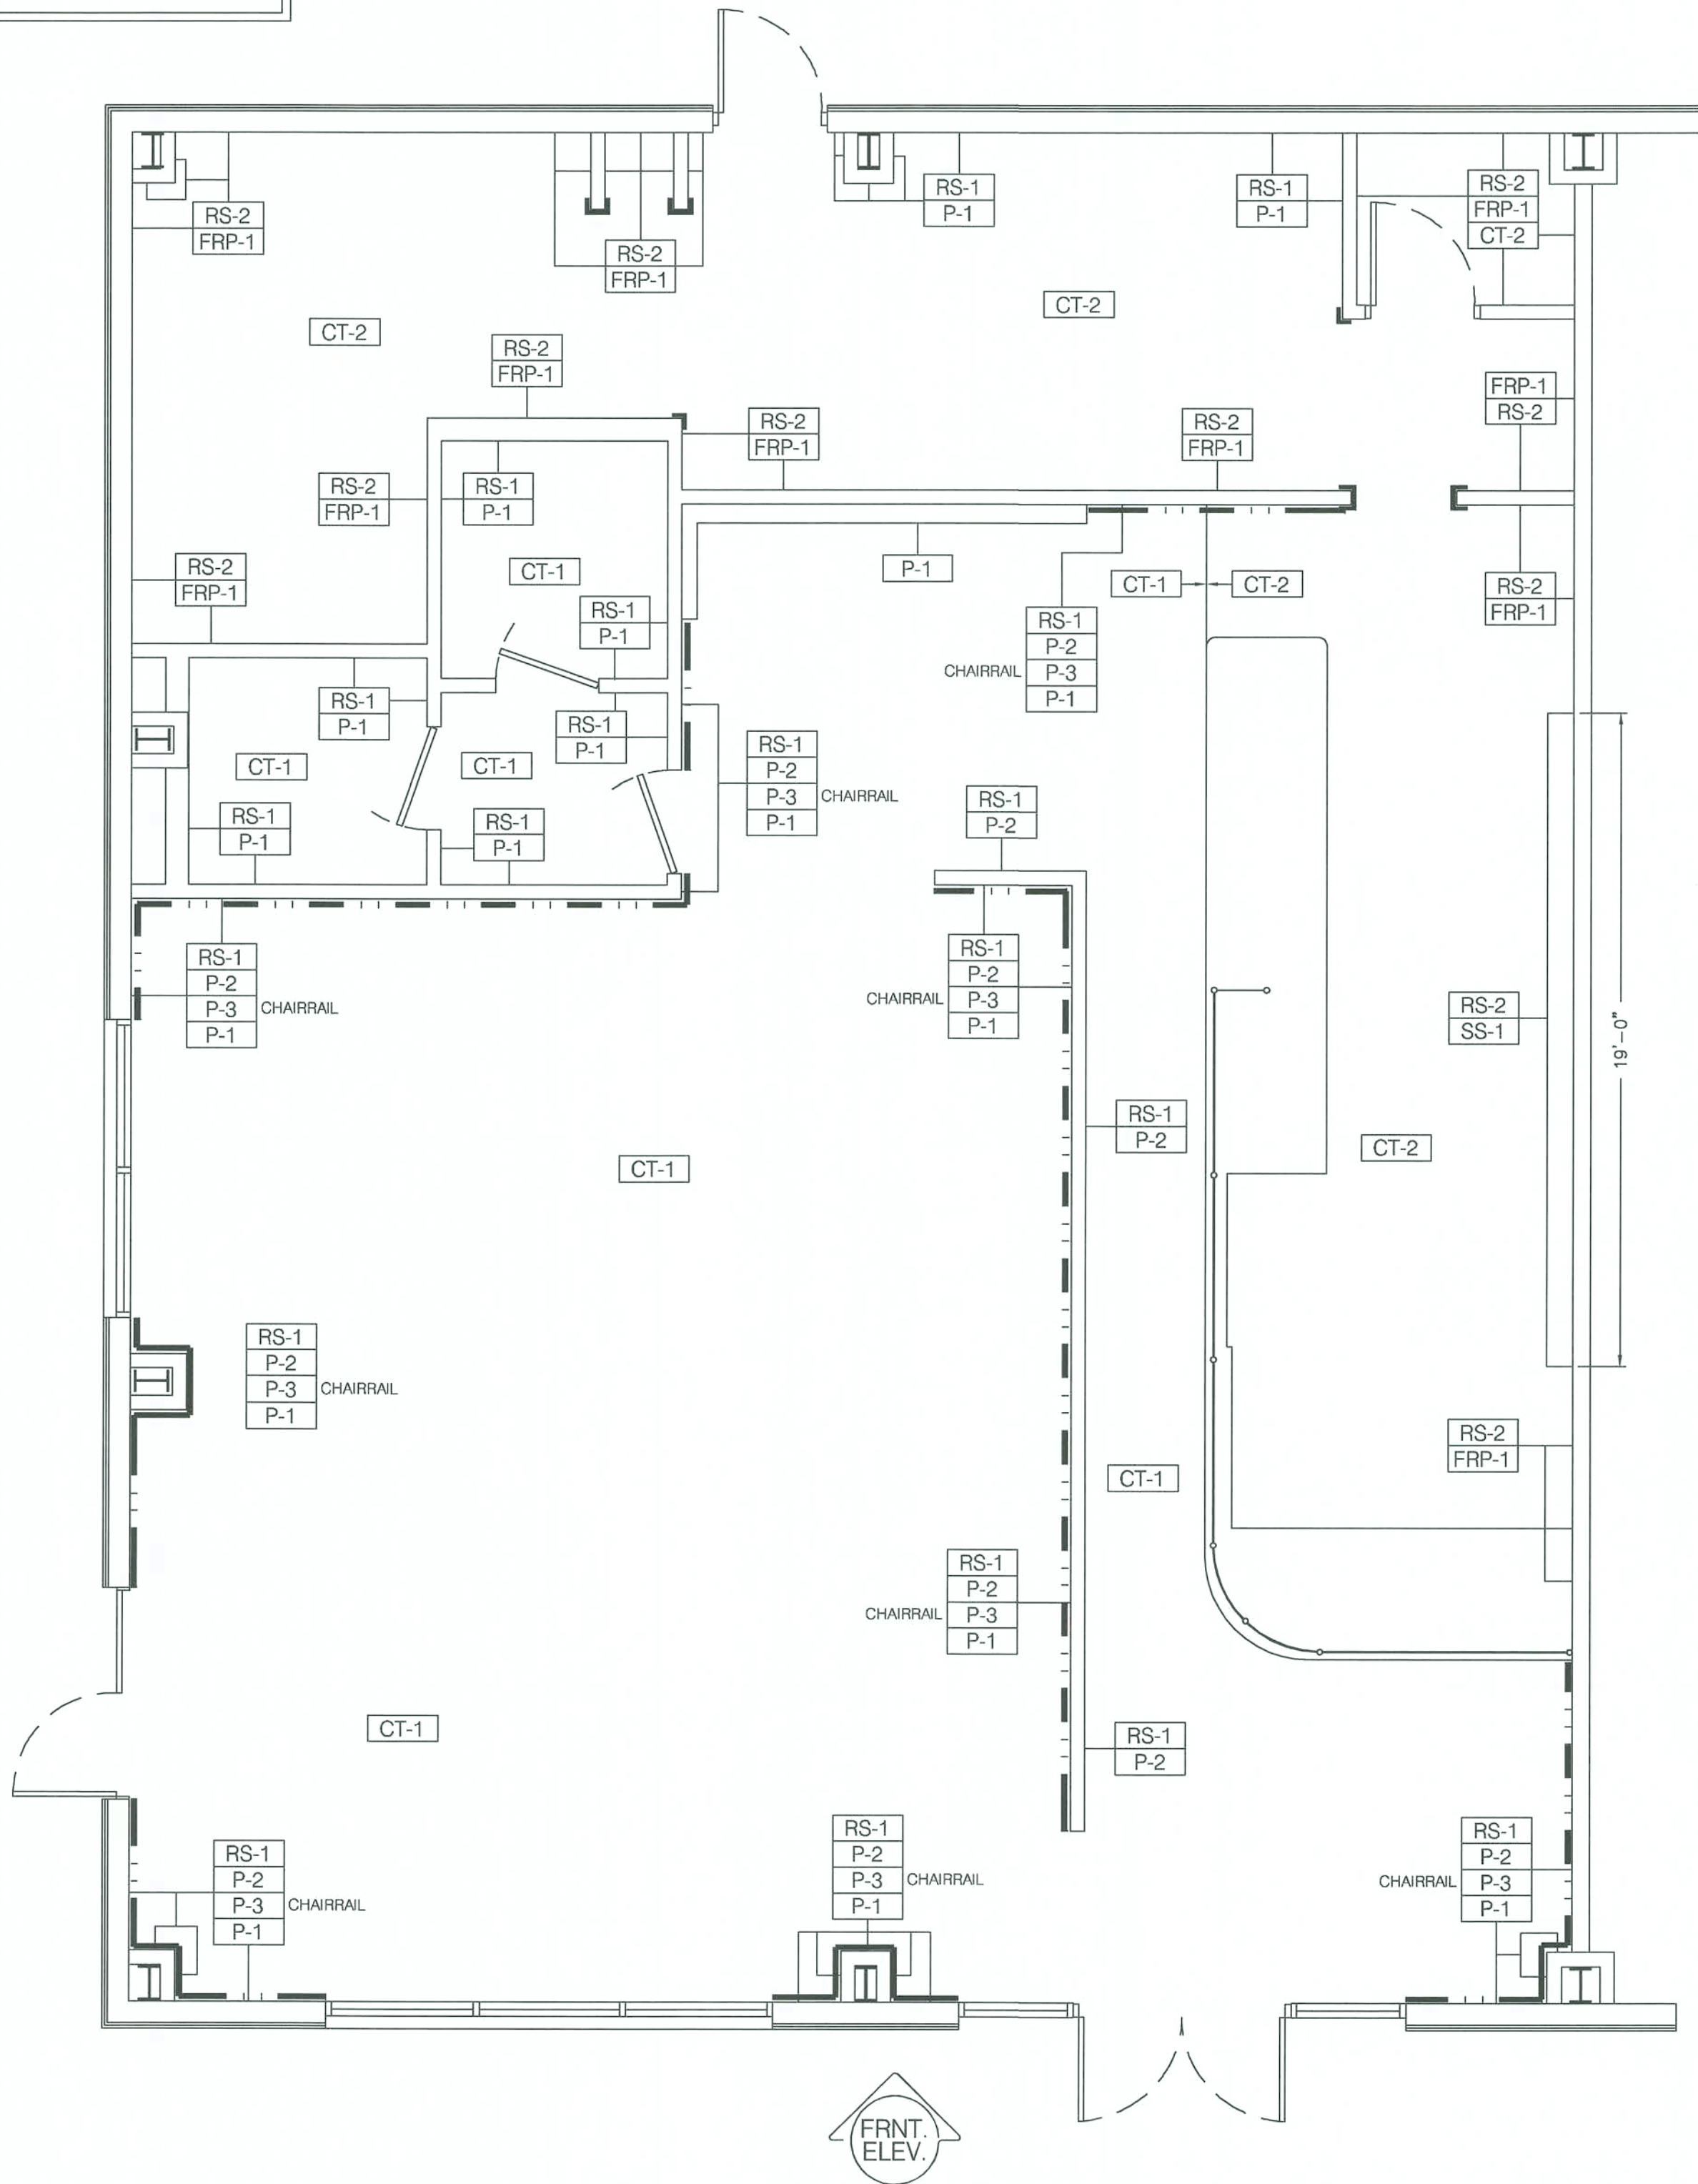 RS-2
FRP-1
RS-2
FRP-1
RS-1
P-1
RS-1
P-1
RS-2
FRP-1
CT-2
CT-2
CT-2
RS-2
FRP-1
FRP-1
RS-2
RS-2
FRP-1
RS-2
FRP-1
RS-2
FRP-1
RS-1
P-1
RS-2
FRP-1
CT-1
P-1
CT-1
CT-2
RS-2
FRP-1
RS-1
P-1
RS-1
P-2
CHAIRRAIL
P-3
P-1
RS-1
P-1
RS-1
P-1
CT-1
CT-1
RS-1
P-2
P-3
CHAIRRAIL
P-1
RS-1
P-2
RS-1
P-1
RS-1
P-1
RS-1
P-2
P-3
CHAIRRAIL
P-1
RS-1
P-2
CHAIRRAIL
P-3
P-1
RS-2
SS-1
19'-0"
RS-1
P-2
CT-1
CT-2
RS-1
P-2
P-3
CHAIRRAIL
P-1
RS-2
FRP-1
CT-1
RS-1
P-2
CHAIRRAIL
P-3
P-1
CT-1
RS-1
P-2
RS-1
P-2
P-3
CHAIRRAIL
P-1
RS-1
P-2
P-3
CHAIRRAIL
P-1
RS-1
P-2
CHAIRRAIL
P-3
P-1
FRNT.
ELEV.